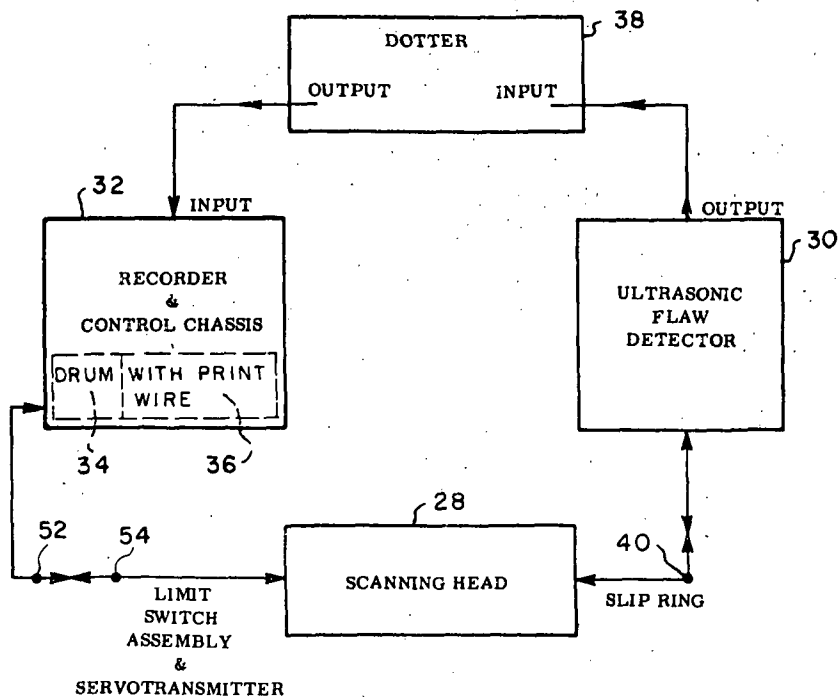 38
DOTTER
OUTPUT INPUT
32
INPUT
OUTPUT
30
RECORDER
&
CONTROL CHASSIS
ULTRASONIC
FLAW
DETECTOR
DRUM WITH PRINT
WIRE
34 36
28
52 54
40
SCANNING HEAD
SLIP RING
LIMIT
SWITCH
ASSEMBLY
&
SERVOTRANSMITTER